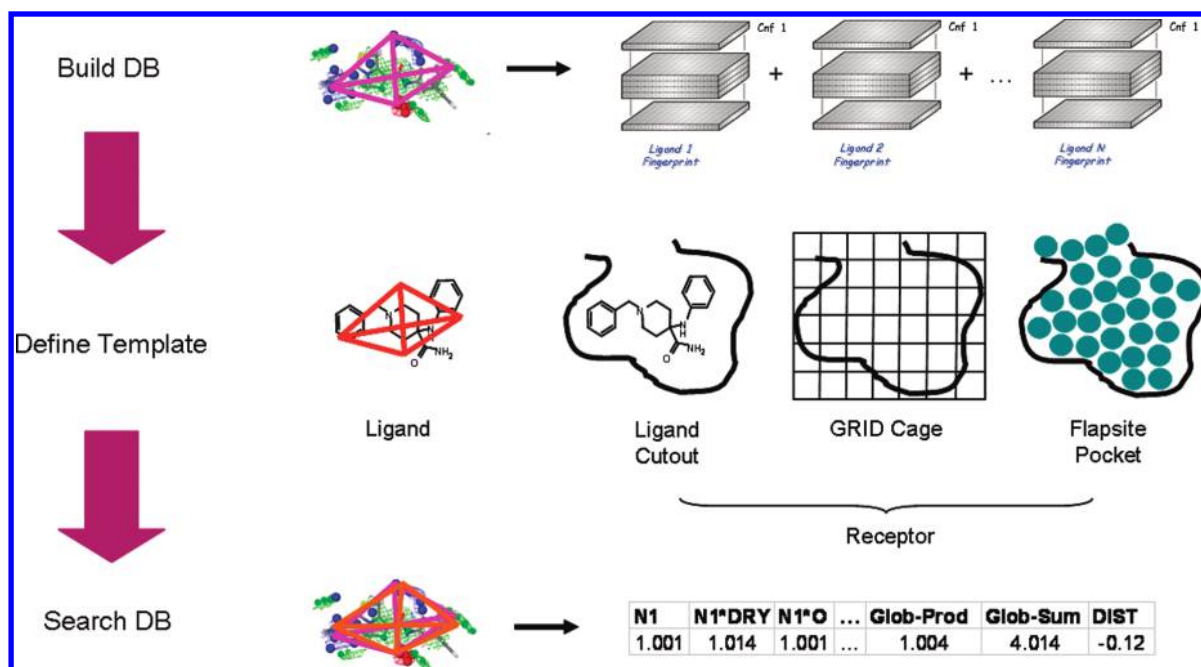 Build DB
Cnf 1
Cnf 1
Cnf 1
+
+
...
Ligand 1
Fingerprint
Ligand 2
Fingerprint
Ligand N
Fingerprint
Define Template
N
N
O
NH₂
Ligand
N
N
H
O
NH₂
Ligand
Cutout
GRID Cage
Flapsite
Pocket
Receptor
Search DB
N1 N1*DRY N1*O ... Glob-Prod Glob-Sum DIST
1.001 1.014 1.001 ... 1.004 4.014 -0.12